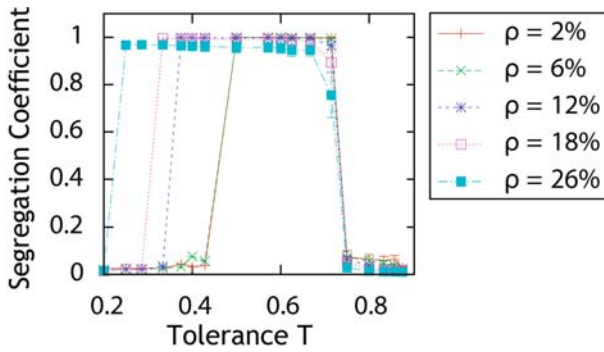 Segregation Coefficient
1
0.8
0.6
0.4
0.2
0
0.2 0.4 0.6 0.8
Tolerance T
ρ = 2%
ρ = 6%
ρ = 12%
ρ = 18%
ρ = 26%